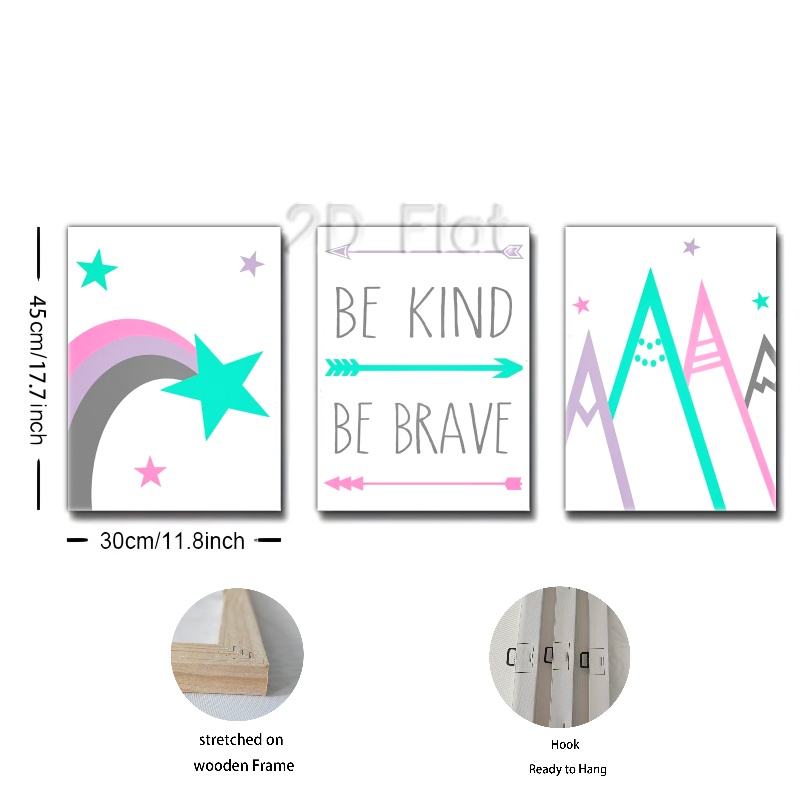 2D Flat
BE KIND
BE BRAVE
45cm/17.7inch
30cm/11.8inch
stretched on
wooden Frame
Hook
Ready to Hang